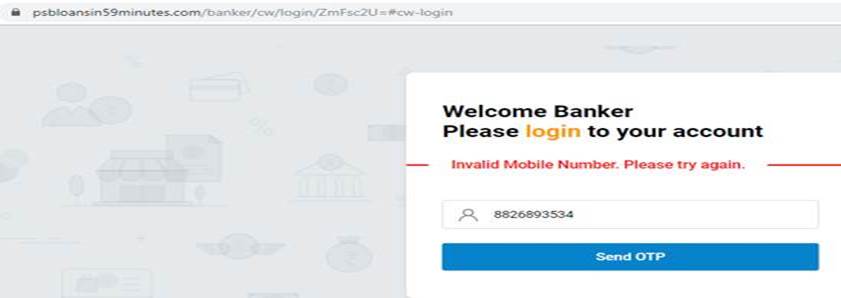 psbloansin59minutes.com/banker/cw/login/ZmFsc2U=#cw-login
Welcome Banker
Please login to your account
Invalid Mobile Number. Please try again.
8826893534
Send OTP